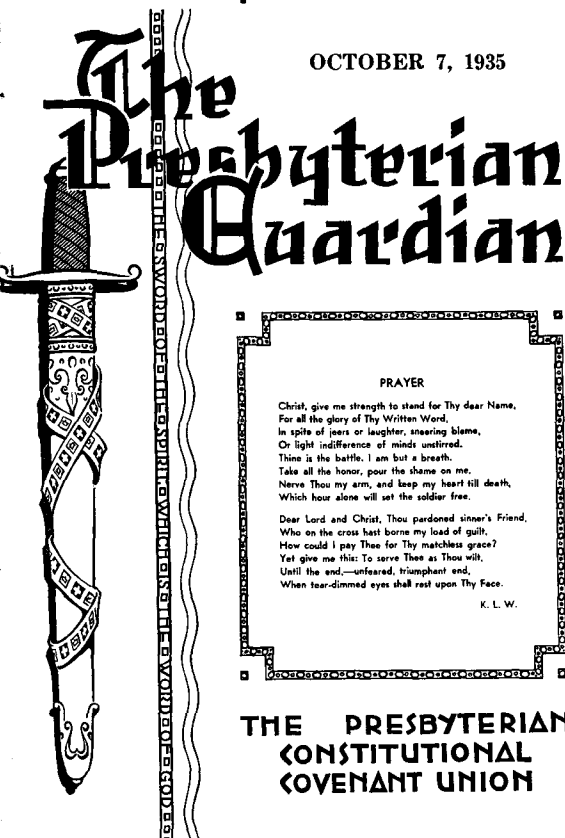 OCTOBER 7, 1935
The
Presbyterian
Guardian
THE SWORD OF THE SPIRIT WHICH IS THE WORD OF GOD
PRAYER
Christ, give me strength to stand for Thy dear Name,
For all the glory of Thy Written Word,
In spite of jeers or laughter, sneering blame,
Or light indifference of minds unstirred.
Thine is the battle. I am but a breath.
Take all the honor, pour the shame on me.
Nerve Thou my arm, and keep my heart till death,
Which hour alone will set the soldier free.
Dear Lord and Christ, Thou pardoned sinner's Friend,
Who on the cross hast borne my load of guilt,
How could I pay Thee for Thy matchless grace?
Yet give me this: To serve Thee as Thou wilt,
Until the end,—unfeared, triumphant end,
When tear-dimmed eyes shall rest upon Thy Face.
K. L. W.
THE PRESBYTERIAN
CONSTITUTIONAL
COVENANT UNION